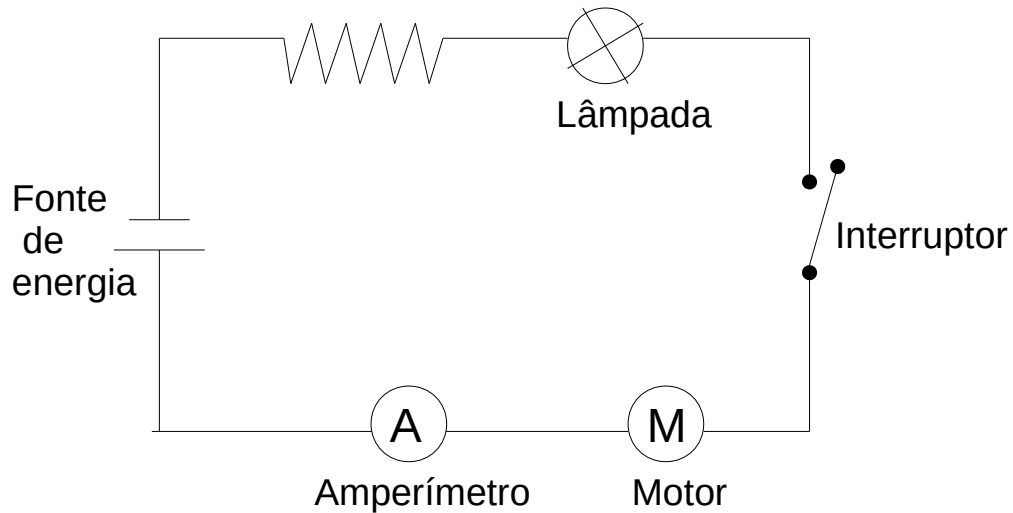 Lâmpada
Fonte
de
energia
Interruptor
A
M
Amperímetro
Motor